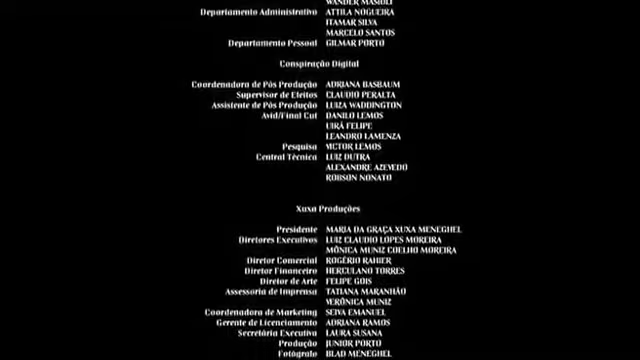 WANDER MASIOLI
Departamento Administrativo ATTILA NOGUEIRA
ITAMAR SILVA
MARCELO SANTOS
Departamento Pessoal GILMAR PORTO
Conspiração Digital
Coordenadora de Pós Produção ADRIANA BASBAUM
Supervisor de Efeitos CLAUDIO PERALTA
Assistente de Pós Produção LUIZA WADDINGTON
Avid/Final Cut DANILO LEMOS
UIRÁ FELIPE
LEANDRO LAMENZA
Pesquisa VICTOR LEMOS
Central Técnica LUIZ DUTRA
ALEXANDRE AZEVEDO
ROBSON NONATO
Xuxa Produções
Presidente MARIA DA GRAÇA XUXA MENEGHEL
Diretores Executivos LUIZ CLAUDIO LOPES MOREIRA
MÔNICA MUNIZ COELHO MOREIRA
Diretor Comercial ROGÉRIO RAHIER
Diretor Financeiro HERCULANO TORRES
Diretor de Arte FELIPE GOIS
Assessoria de Imprensa TATIANA MARANHÃO
VERÔNICA MUNIZ
Coordenadora de Marketing SEIVA EMANUEL
Gerente de Licenciamento ADRIANA RAMOS
Secretária Executiva LAURA SUSANA
Produção JUNIOR PORTO
Fotógrafo BLAD MENEGHEL